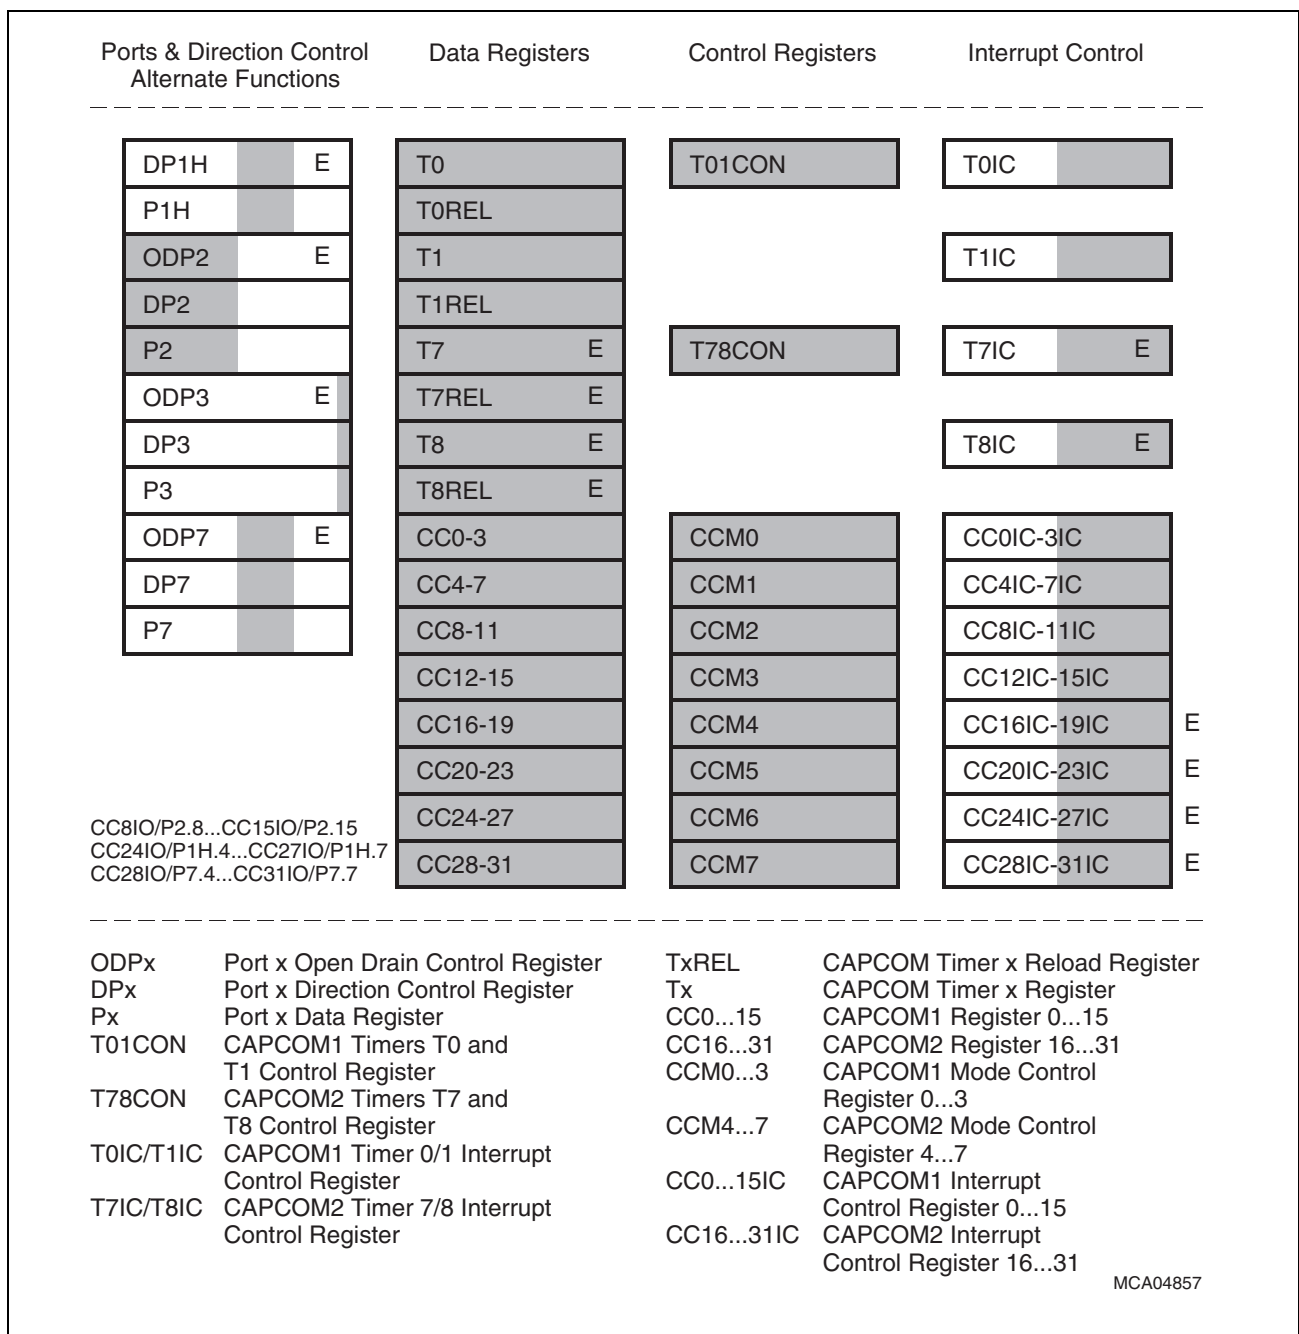 Ports & Direction Control
Alternate Functions
Data Registers
Control Registers
Interrupt Control
DP1H E
P1H
ODP2 E
DP2
P2
ODP3 E
DP3
P3
ODP7 E
DP7
P7
CC8IO/P2.8...CC15IO/P2.15
CC24IO/P1H.4...CC27IO/P1H.7
CC28IO/P7.4...CC31IO/P7.7
T0
T0REL
T1
T1REL
T7 E
T7REL E
T8 E
T8REL E
CC0-3
CC4-7
CC8-11
CC12-15
CC16-19
CC20-23
CC24-27
CC28-31
T01CON
T78CON
CCM0
CCM1
CCM2
CCM3
CCM4
CCM5
CCM6
CCM7
T0IC
T1IC
T7IC E
T8IC E
CC0IC-3IC
CC4IC-7IC
CC8IC-11IC
CC12IC-15IC
CC16IC-19IC E
CC20IC-23IC E
CC24IC-27IC E
CC28IC-31IC E
ODPx Port x Open Drain Control Register
DPx Port x Direction Control Register
Px Port x Data Register
T01CON CAPCOM1 Timers T0 and
T1 Control Register
T78CON CAPCOM2 Timers T7 and
T8 Control Register
T0IC/T1IC CAPCOM1 Timer 0/1 Interrupt
Control Register
T7IC/T8IC CAPCOM2 Timer 7/8 Interrupt
Control Register
TxREL CAPCOM Timer x Reload Register
Tx CAPCOM Timer x Register
CC0...15 CAPCOM1 Register 0...15
CC16...31 CAPCOM2 Register 16...31
CCM0...3 CAPCOM1 Mode Control
Register 0...3
CCM4...7 CAPCOM2 Mode Control
Register 4...7
CC0...15IC CAPCOM1 Interrupt
Control Register 0...15
CC16...31IC CAPCOM2 Interrupt
Control Register 16...31
MCA04857